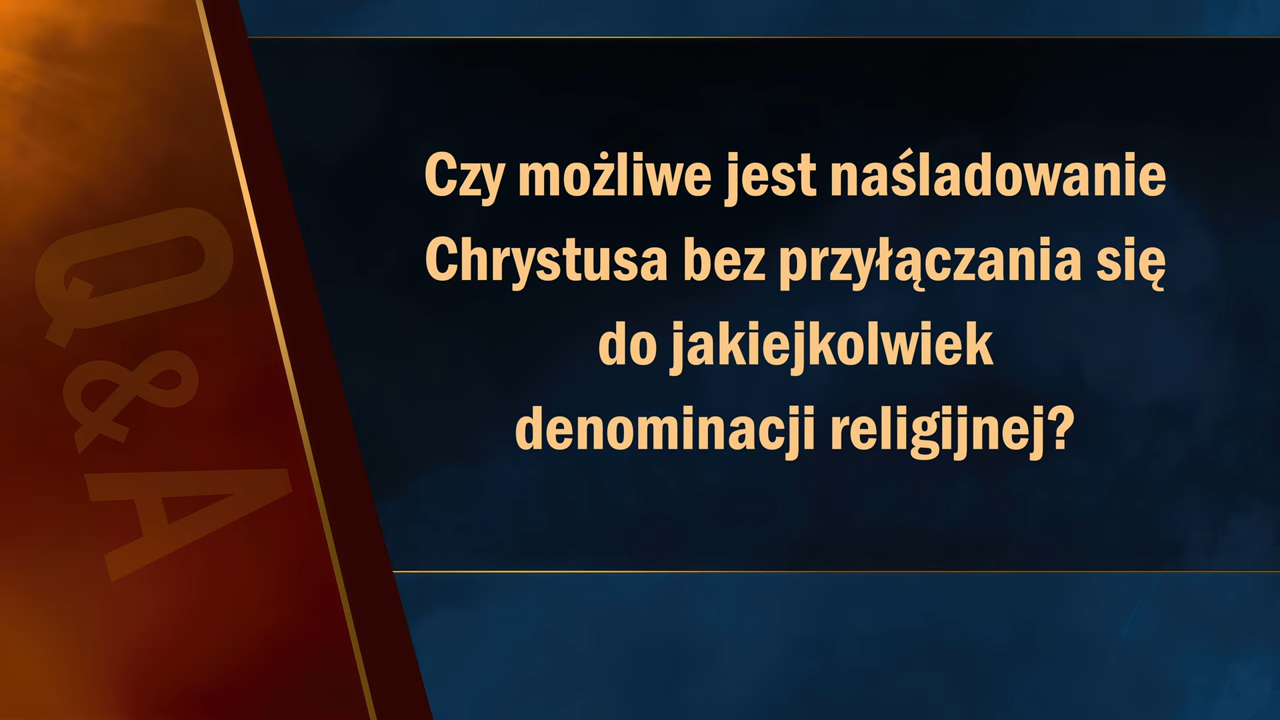 Q&A
Czy możliwe jest naśladowanie
Chrystusa bez przyłączania się
do jakiejkolwiek
denominacji religijnej?